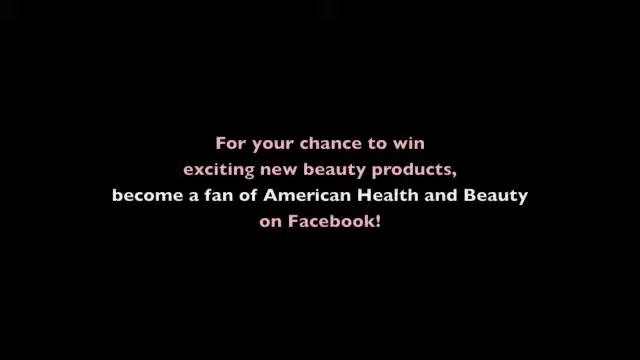 For your chance to win
exciting new beauty products,
become a fan of American Health and Beauty
on Facebook!